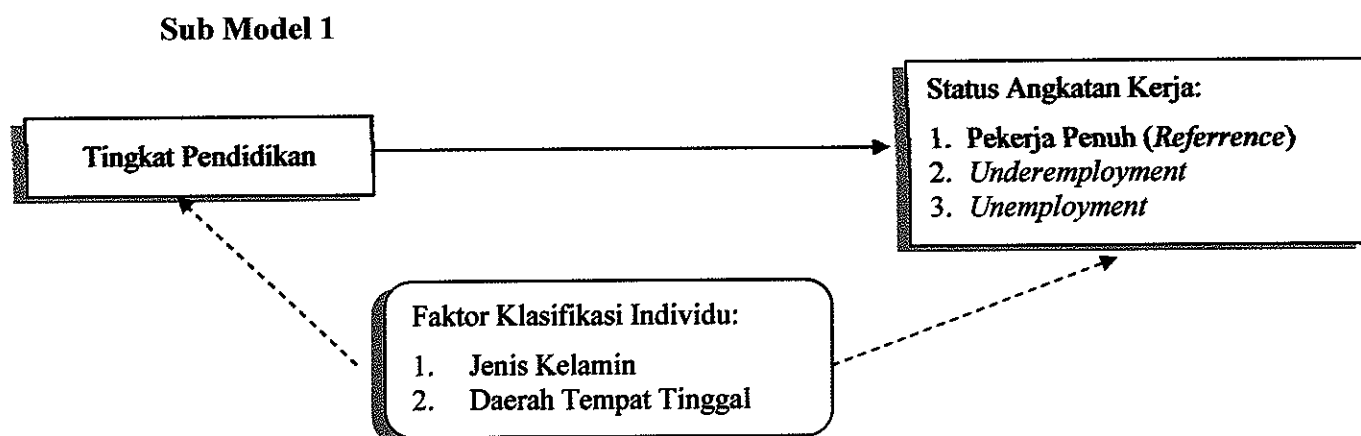 Sub Model 1
Tingkat Pendidikan
Status Angkatan Kerja:
1. Pekerja Penuh (Referrence)
2. Underemployment
3. Unemployment
Faktor Klasifikasi Individu:
1. Jenis Kelamin
2. Daerah Tempat Tinggal